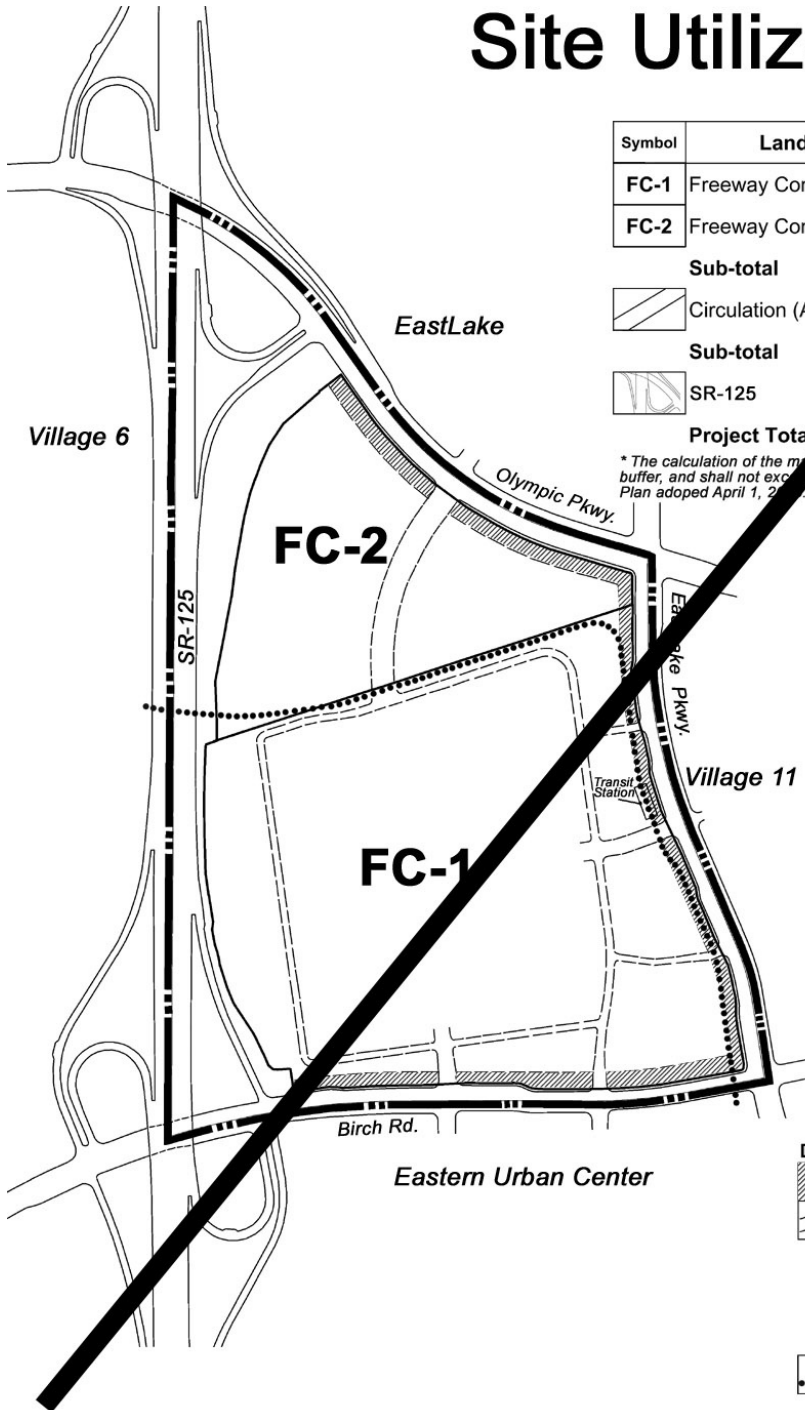 Site Utiliz
Symbol Land
FC-1 Freeway Cor
FC-2 Freeway Cor
Sub-total
Circulation (A
Sub-total
SR-125
Project Tota
* The calculation of the m
buffer, and shall not exc
Plan adoped April 1, 2
EastLake
Village 6
Olympic Pkwy.
FC-2
SR-125
Pkwy.
Transit
Station
Village 11
FC-1
Birch Rd.
Eastern Urban Center
D